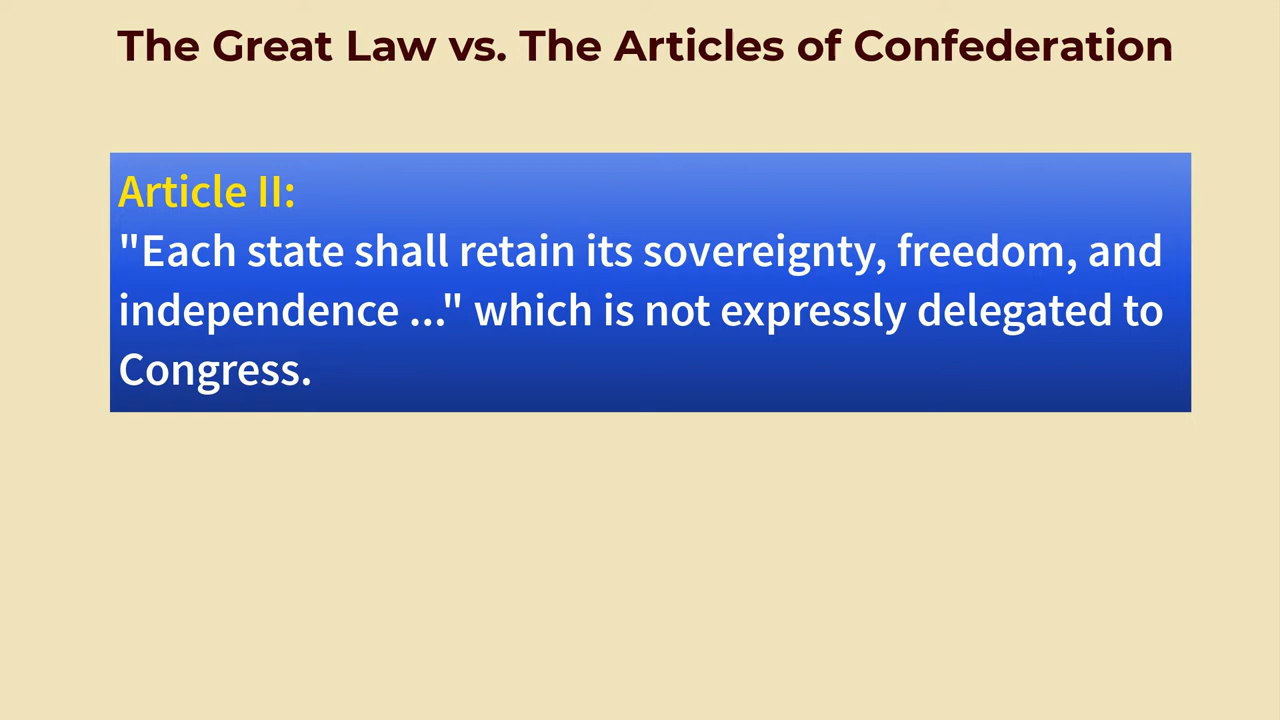 The Great Law vs. The Articles of Confederation
Article II:
"Each state shall retain its sovereignty, freedom, and
independence ..." which is not expressly delegated to
Congress.